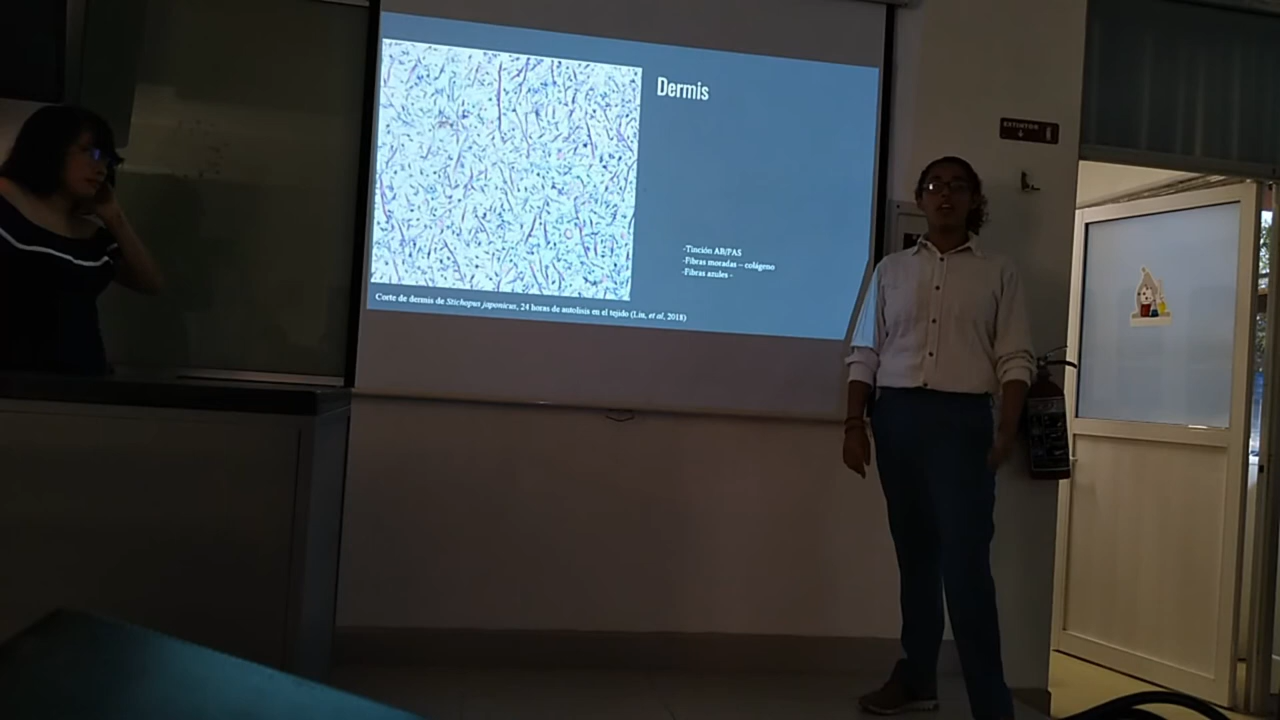 Dermis
-Tinción AB/PAS
-Fibras moradas – colágeno
-Fibras azules -
Corte de dermis de Stichopus japonicus, 24 horas de autolisis en el tejido (Liu, et al, 2018)
EXTINTOR